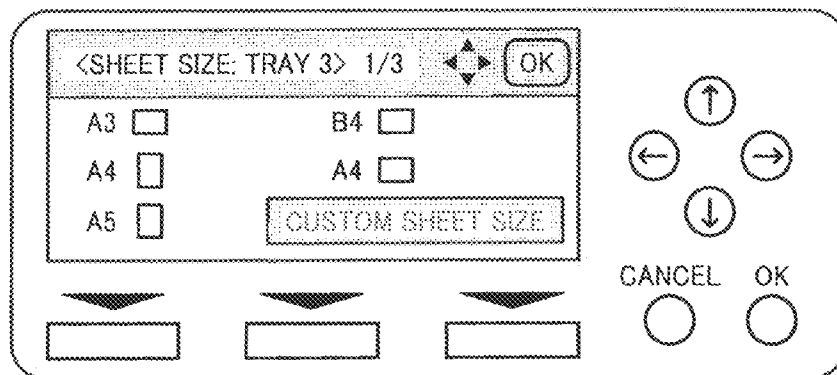 <SHEET SIZE: TRAY 3> 1/3 OK
A3 B4
A4 A4
A5 CUSTOM SHEET SIZE
CANCEL OK